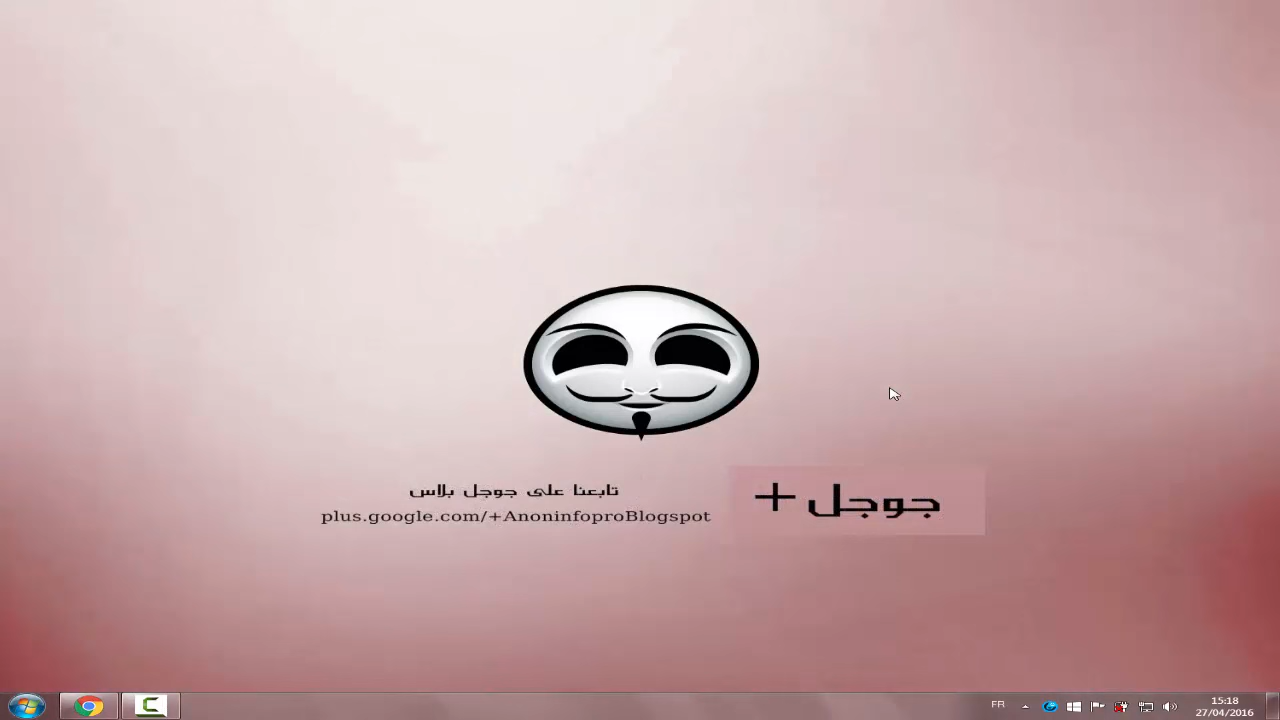 تابعنا على جوجل بلاس
plus.google.com/+AnoninfoproBlogspot
جوجل +
FR
15:18
27/04/2016